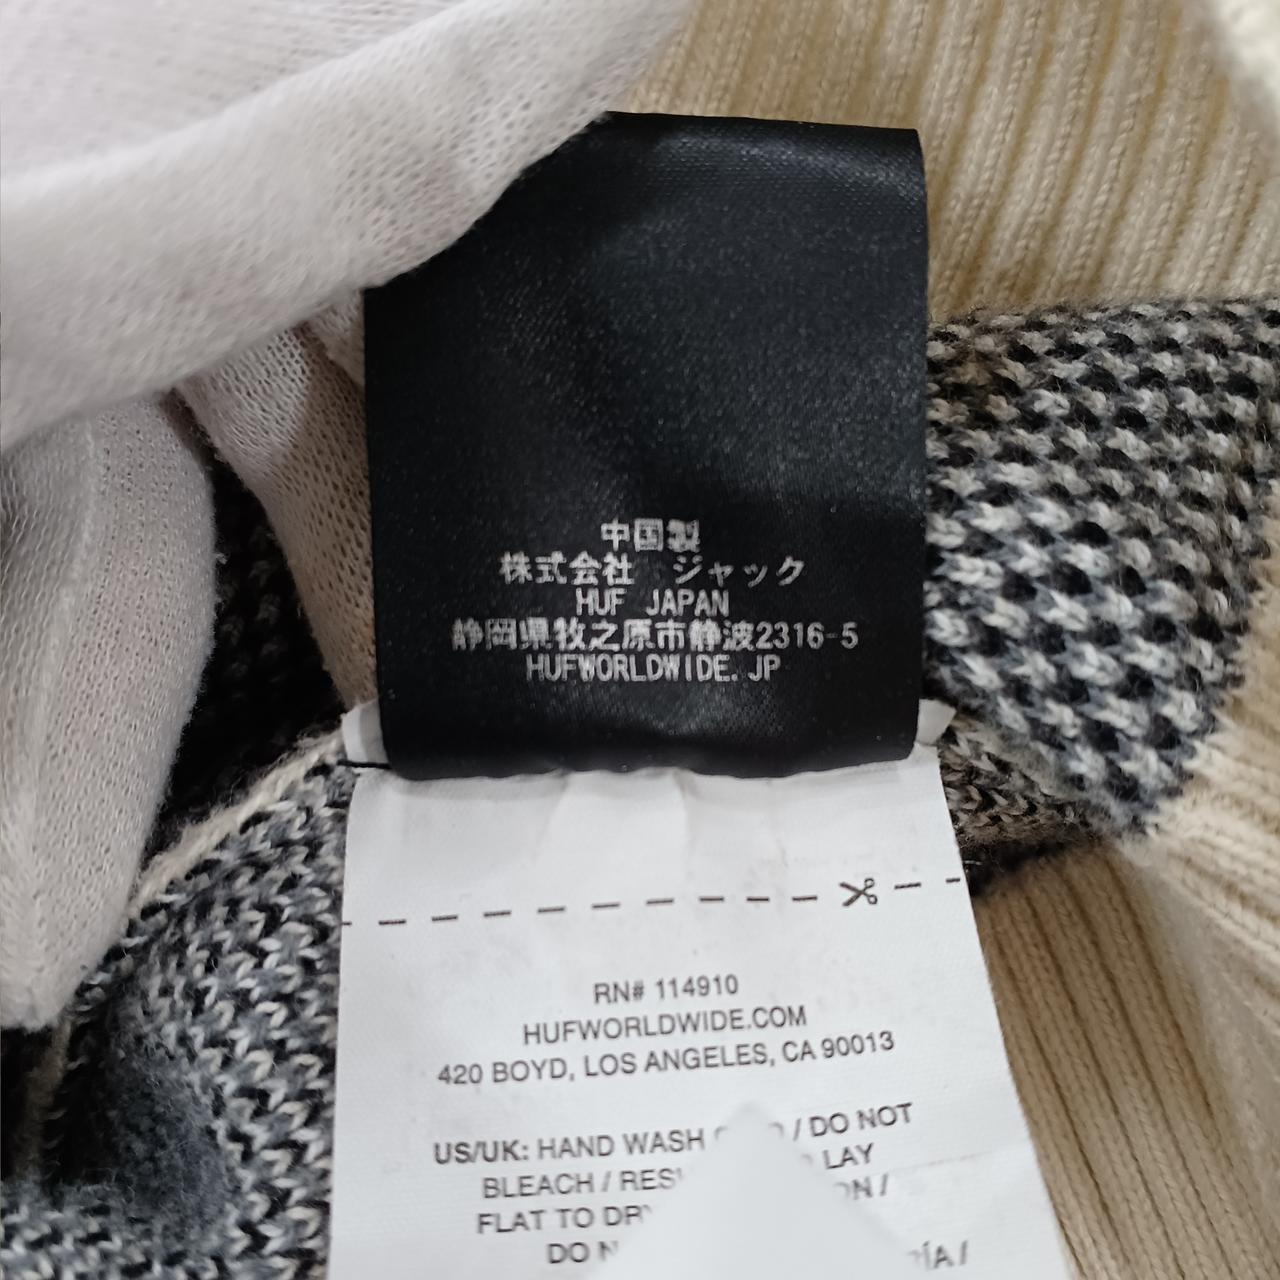 中国製
株式会社 ジャック
HUF JAPAN
静岡県牧之原市静波2316-5
HUFWORLDWIDE.JP
RN# 114910
HUFWORLDWIDE.COM
420 BOYD, LOS ANGELES, CA 90013
US/UK: HAND WASH / DO NOT
BLEACH / LAY
FLAT TO /
DO